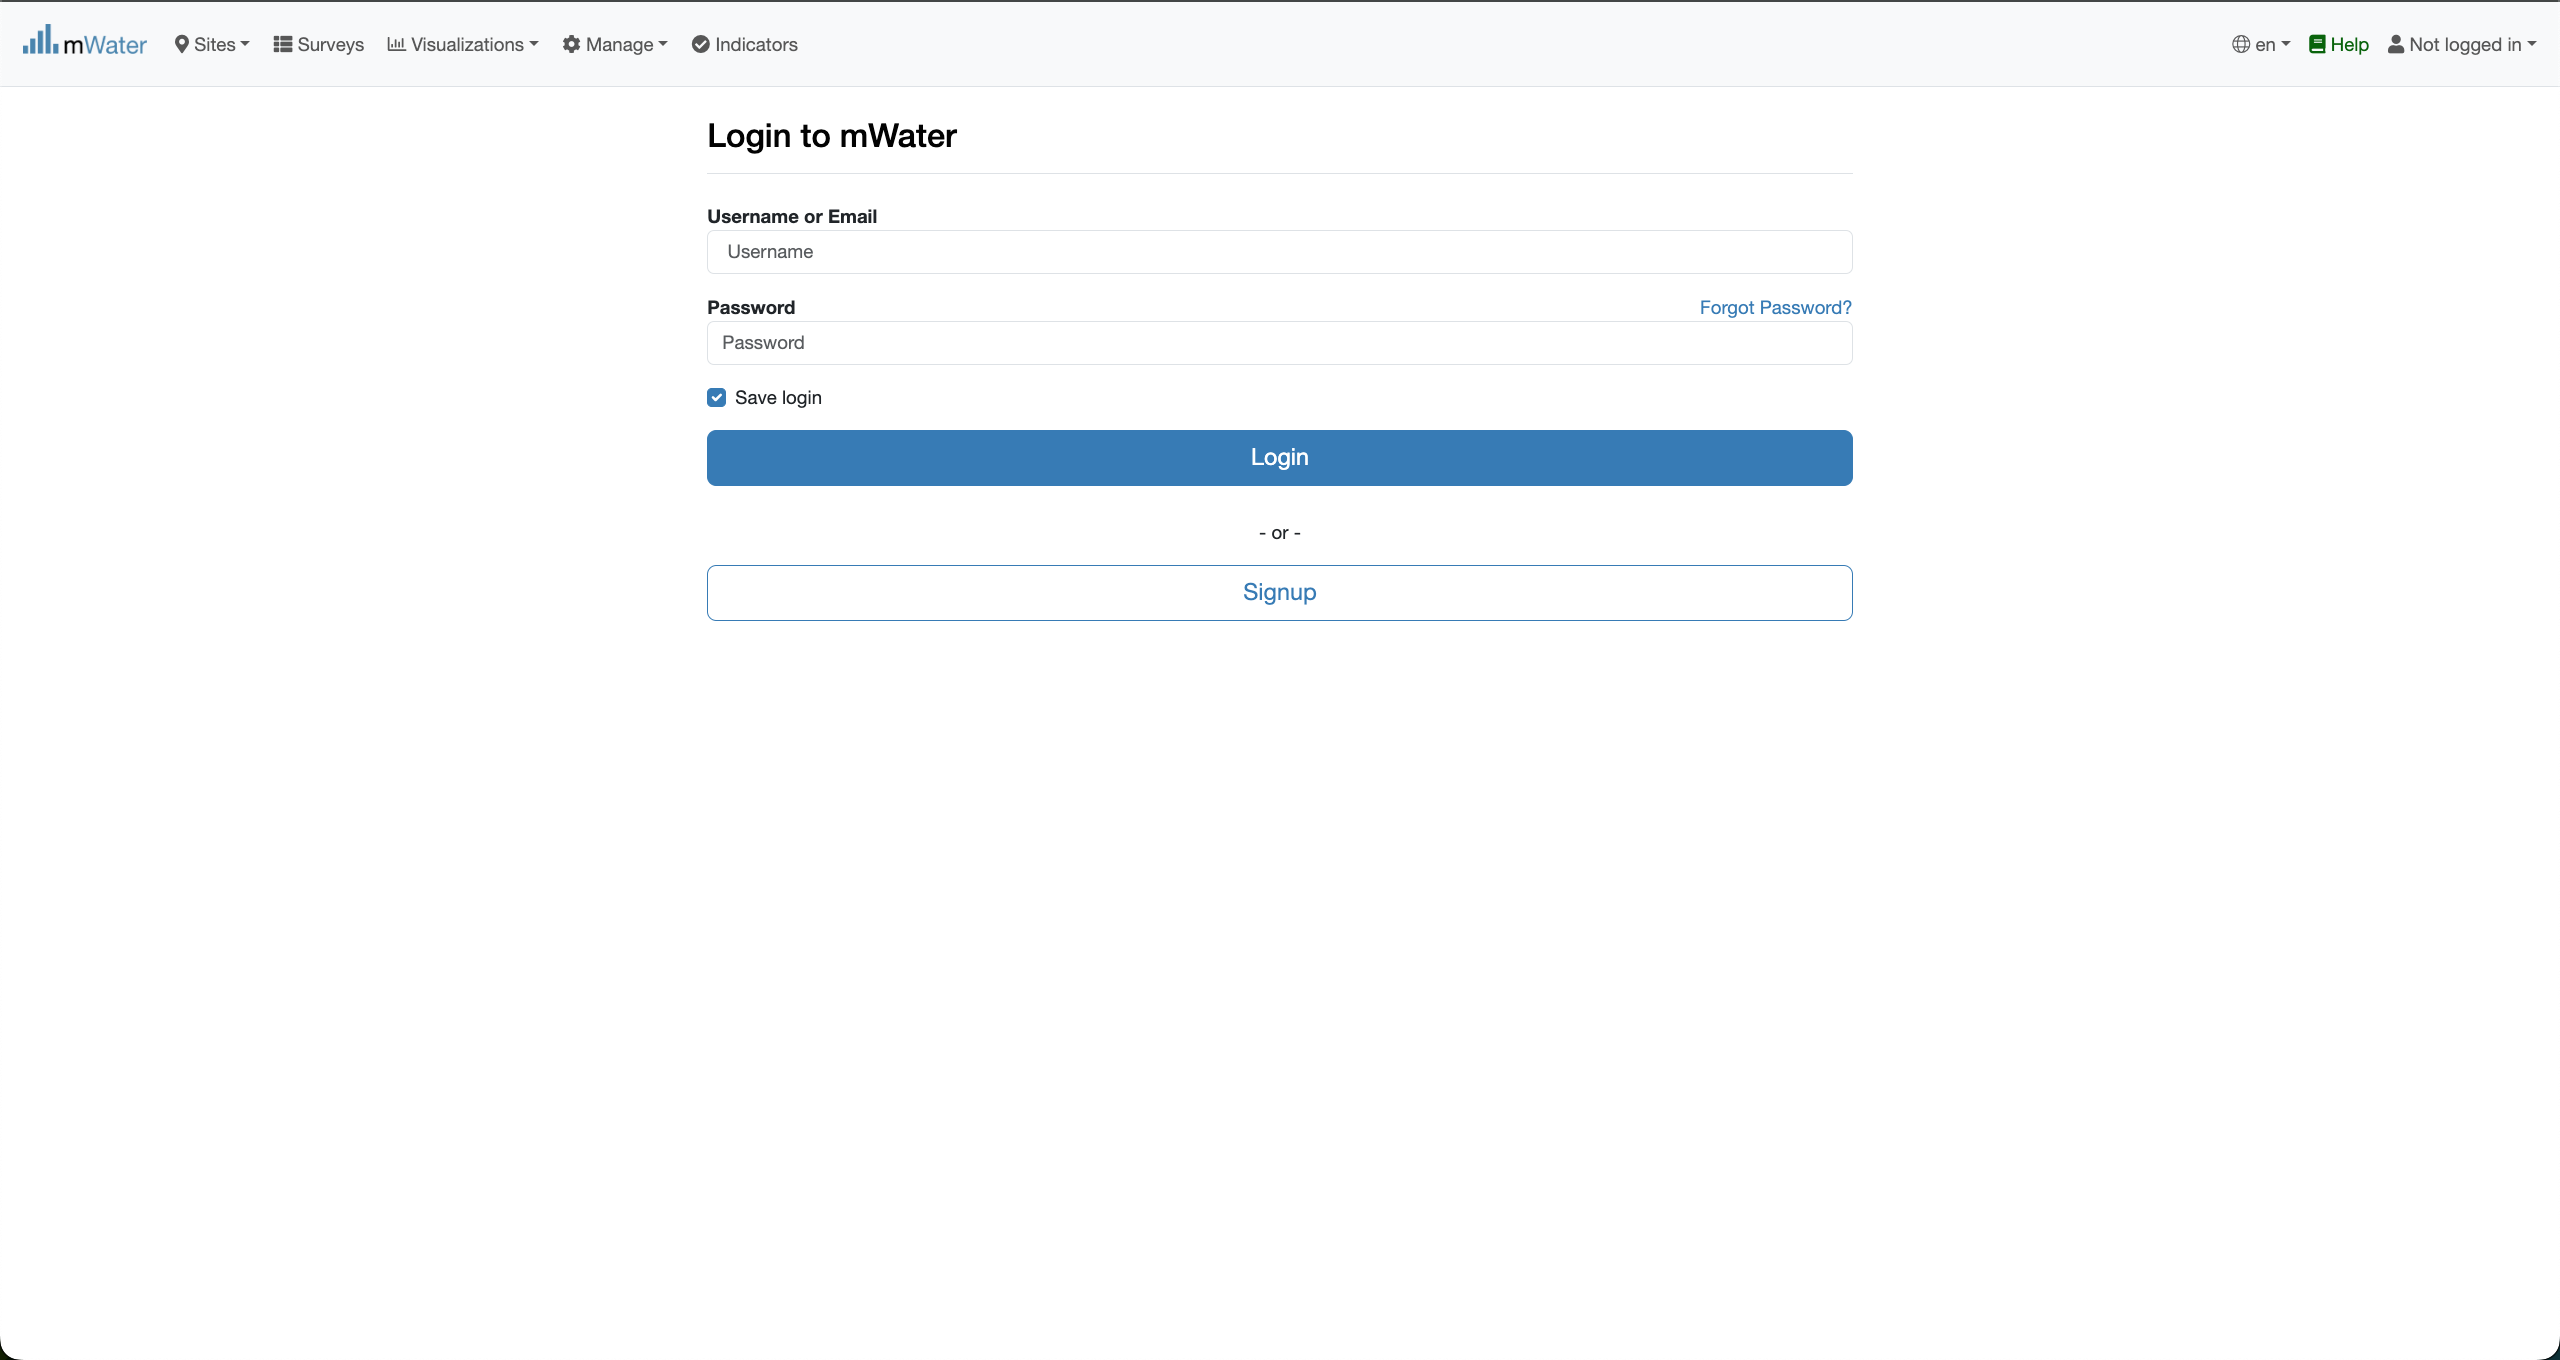 mWater Sites Surveys Visualizations Manage Indicators en Help Not logged in
Login to mWater
Username or Email
Username
Password Forgot Password?
Password
Save login
Login
- or -
Signup